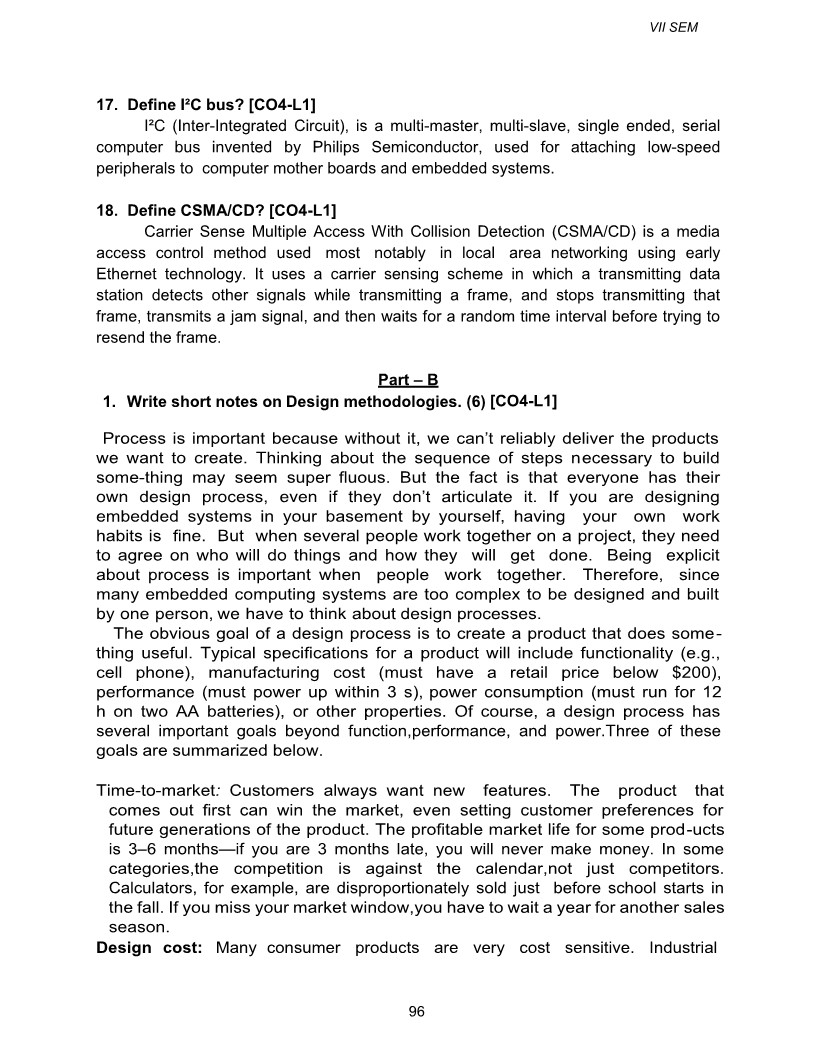 VII SEM
17. Define I²C bus? [CO4-L1]
I²C (Inter-Integrated Circuit), is a multi-master, multi-slave, single ended, serial
computer bus invented by Philips Semiconductor, used for attaching low-speed
peripherals to computer mother boards and embedded systems.
18. Define CSMA/CD? [CO4-L1]
Carrier Sense Multiple Access With Collision Detection (CSMA/CD) is a media
access control method used most notably in local area networking using early
Ethernet technology. It uses a carrier sensing scheme in which a transmitting data
station detects other signals while transmitting a frame, and stops transmitting that
frame, transmits a jam signal, and then waits for a random time interval before trying to
resend the frame.
Part – B
1. Write short notes on Design methodologies. (6) [CO4-L1]
Process is important because without it, we can’t reliably deliver the products
we want to create. Thinking about the sequence of steps necessary to build
some-thing may seem super fluous. But the fact is that everyone has their
own design process, even if they don’t articulate it. If you are designing
embedded systems in your basement by yourself, having your own work
habits is fine. But when several people work together on a project, they need
to agree on who will do things and how they will get done. Being explicit
about process is important when people work together. Therefore, since
many embedded computing systems are too complex to be designed and built
by one person, we have to think about design processes.
The obvious goal of a design process is to create a product that does some-
thing useful. Typical specifications for a product will include functionality (e.g.,
cell phone), manufacturing cost (must have a retail price below $200),
performance (must power up within 3 s), power consumption (must run for 12
h on two AA batteries), or other properties. Of course, a design process has
several important goals beyond function,performance, and power.Three of these
goals are summarized below.
Time-to-market: Customers always want new features. The product that
comes out first can win the market, even setting customer preferences for
future generations of the product. The profitable market life for some prod-ucts
is 3–6 months—if you are 3 months late, you will never make money. In some
categories,the competition is against the calendar,not just competitors.
Calculators, for example, are disproportionately sold just before school starts in
the fall. If you miss your market window,you have to wait a year for another sales
season.
Design cost: Many consumer products are very cost sensitive. Industrial
96